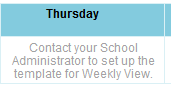 Thursday
Contact your School
Administrator to set up the
template for Weekly View.